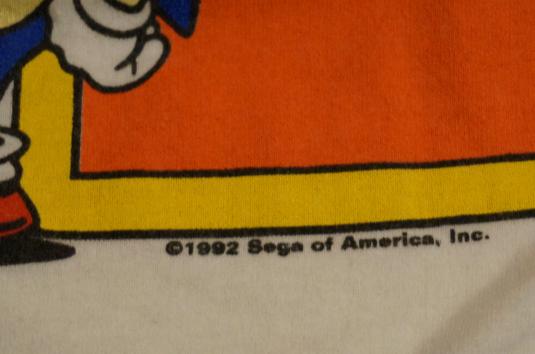 ©1992 Sega of America, Inc.